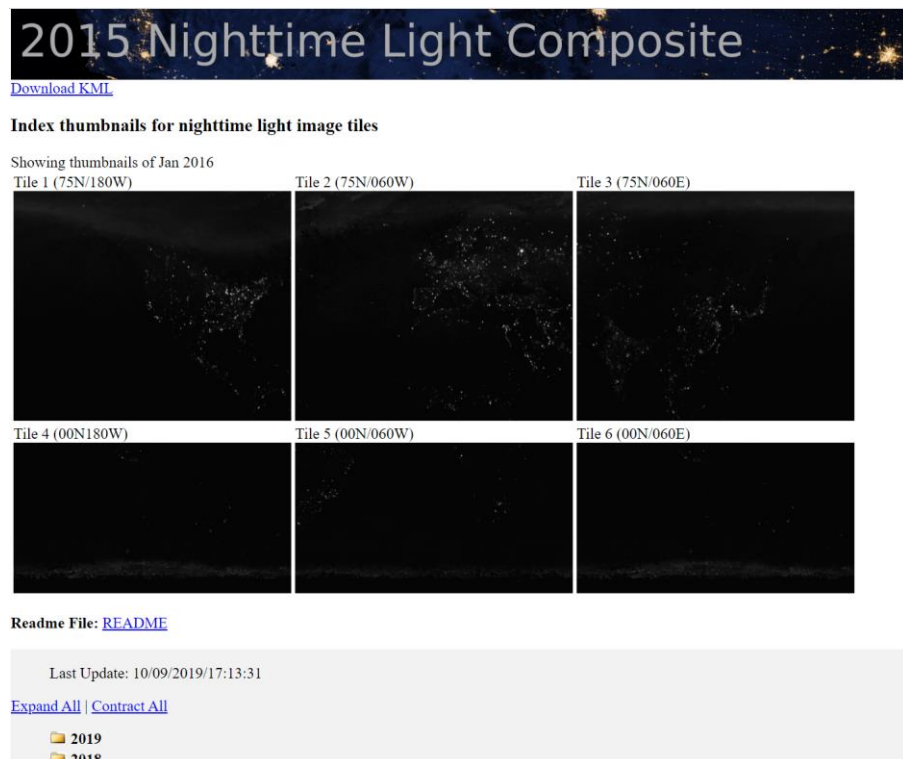 2015 Nighttime Light Composite
Download KML
Index thumbnails for nighttime light image tiles
Showing thumbnails of Jan 2016
Tile 1 (75N/180W) Tile 2 (75N/060W) Tile 3 (75N/060E)
Tile 4 (00N180W) Tile 5 (00N/060W) Tile 6 (00N/060E)
Readme File: README
Last Update: 10/09/2019/17:13:31
Expand All | Contract All
2019
2018